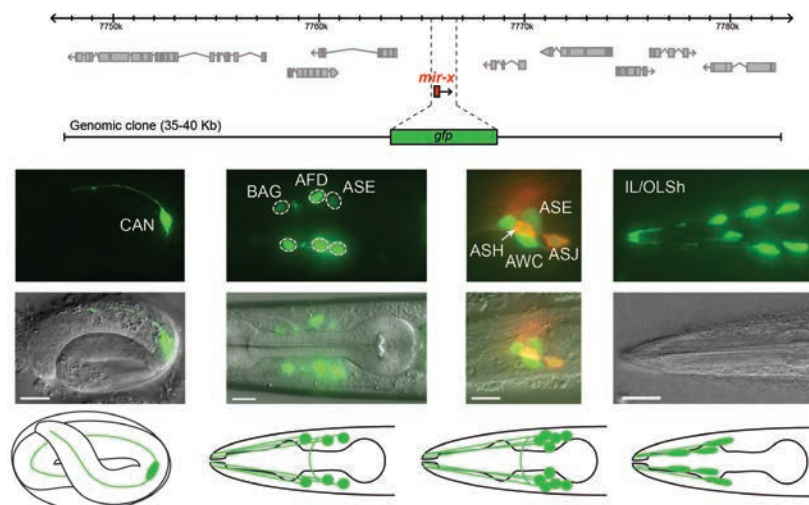 7750k 7760k 7770k 7780k
mir-x
Genomic clone (35-40 Kb)
gfp
CAN
BAG AFD ASE
ASE
ASH
AWC
ASJ
IL/OLSh